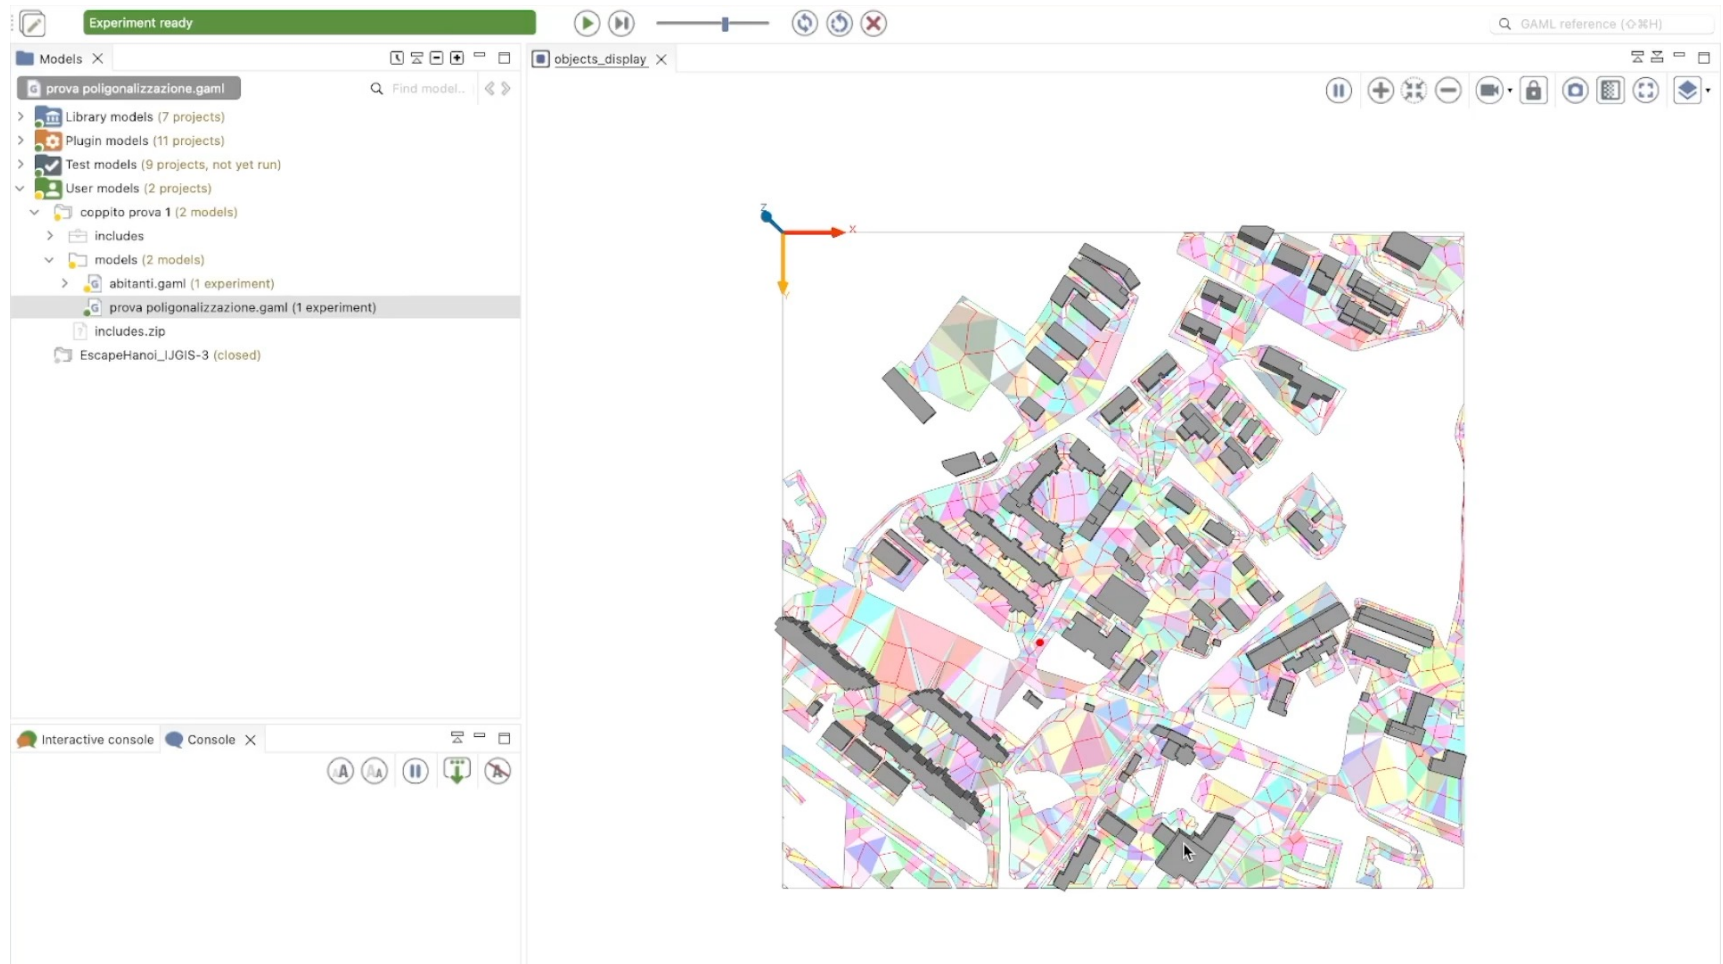 Experiment ready
GAML reference (⇧⌘H)
Models
objects_display
prova poligonalizzazione.gaml
Find model..
Library models (7 projects)
Plugin models (11 projects)
Test models (9 projects, not yet run)
User models (2 projects)
coppito prova 1 (2 models)
includes
models (2 models)
abitanti.gaml (1 experiment)
prova poligonalizzazione.gaml (1 experiment)
includes.zip
EscapeHanoi_IJGIS-3 (closed)
Z
X
Y
Interactive console
Console